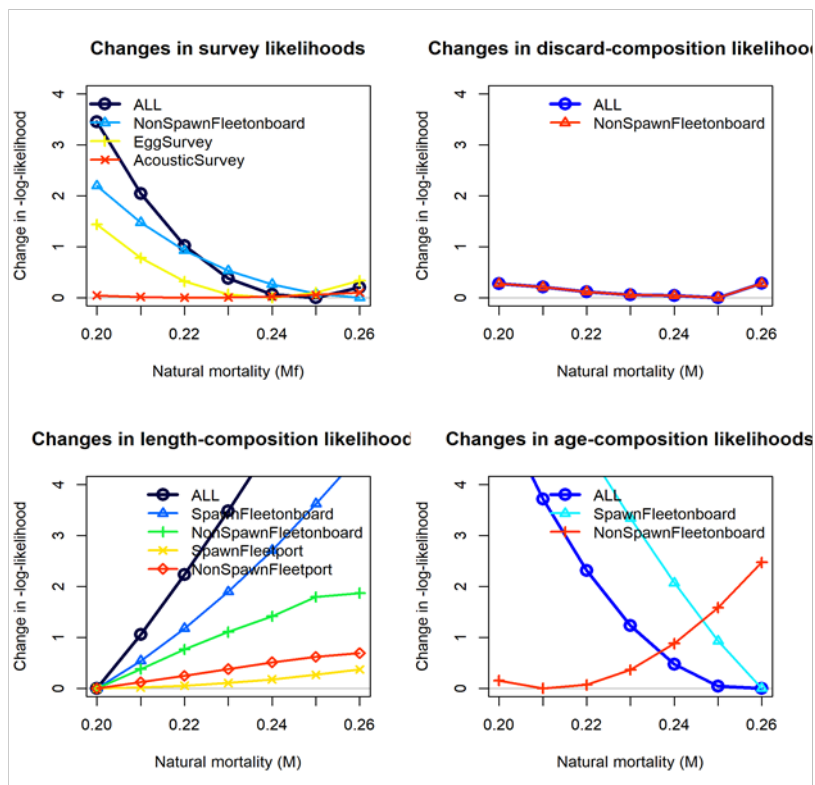 Changes in survey likelihoods
Change in -log-likelihood
4
3
2
1
0
ALL
NonSpawnFleetonboard
EggSurvey
AcousticSurvey
0.20
0.22
0.24
0.26
Natural mortality (Mf)
Changes in discard-composition likelihoo
Change in -log-likelihood
4
3
2
1
0
ALL
NonSpawnFleetonboard
0.20
0.22
0.24
0.26
Natural mortality (M)
Changes in length-composition likelihood
Change in -log-likelihood
4
3
2
1
0
ALL
SpawnFleetonboard
NonSpawnFleetonboard
SpawnFleetport
NonSpawnFleetport
0.20
0.22
0.24
0.26
Natural mortality (M)
Changes in age-composition likelihoods
Change in -log-likelihood
4
3
2
1
0
ALL
SpawnFleetonboard
NonSpawnFleetonboard
0.20
0.22
0.24
0.26
Natural mortality (M)